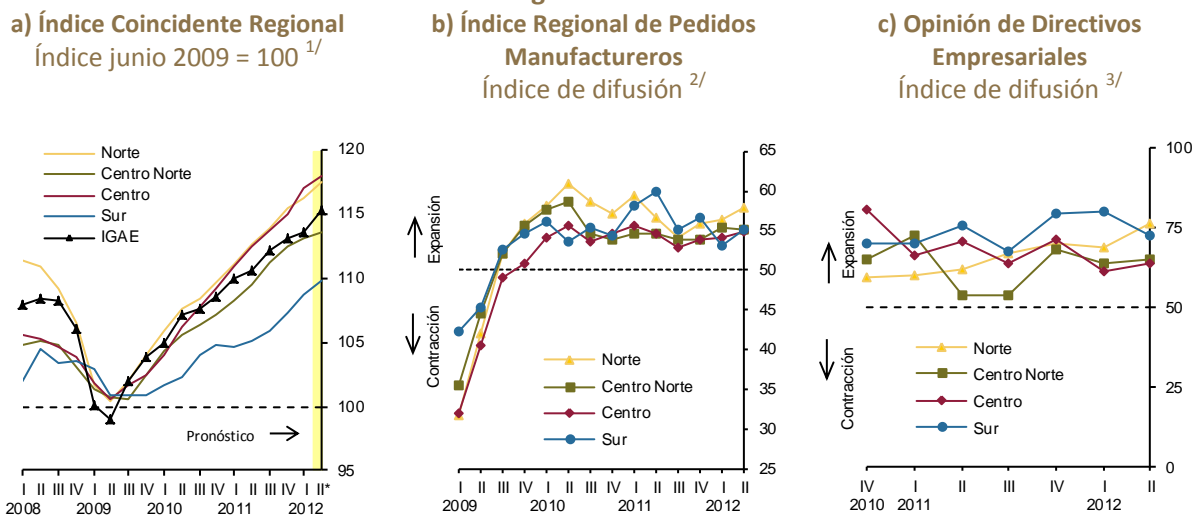 a) Índice Coincidente Regional
Índice junio 2009 = 100 1/
Norte
Centro Norte
Centro
Sur
IGAE
120
115
110
105
100
95
Pronóstico
I II III IV I II III IV I II III IV I II III IV I II*
2008 2009 2010 2011 2012
b) Índice Regional de Pedidos
Manufactureros
Índice de difusión 2/
Expansión
Contracción
65
60
55
50
45
40
35
30
25
Norte
Centro Norte
Centro
Sur
I II III IV I II III IV I II III IV I II
2009 2010 2011 2012
c) Opinión de Directivos
Empresariales
Índice de difusión 3/
Expansión
Contracción
100
75
50
25
0
Norte
Centro Norte
Centro
Sur
IV I II III IV I II
2010 2011 2012